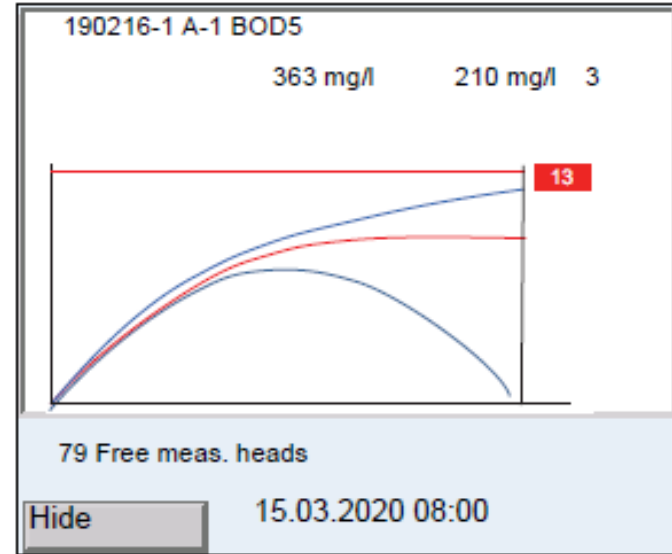 190216-1 A-1 BOD5
363 mg/l 210 mg/l 3
13
79 Free meas. heads
Hide 15.03.2020 08:00